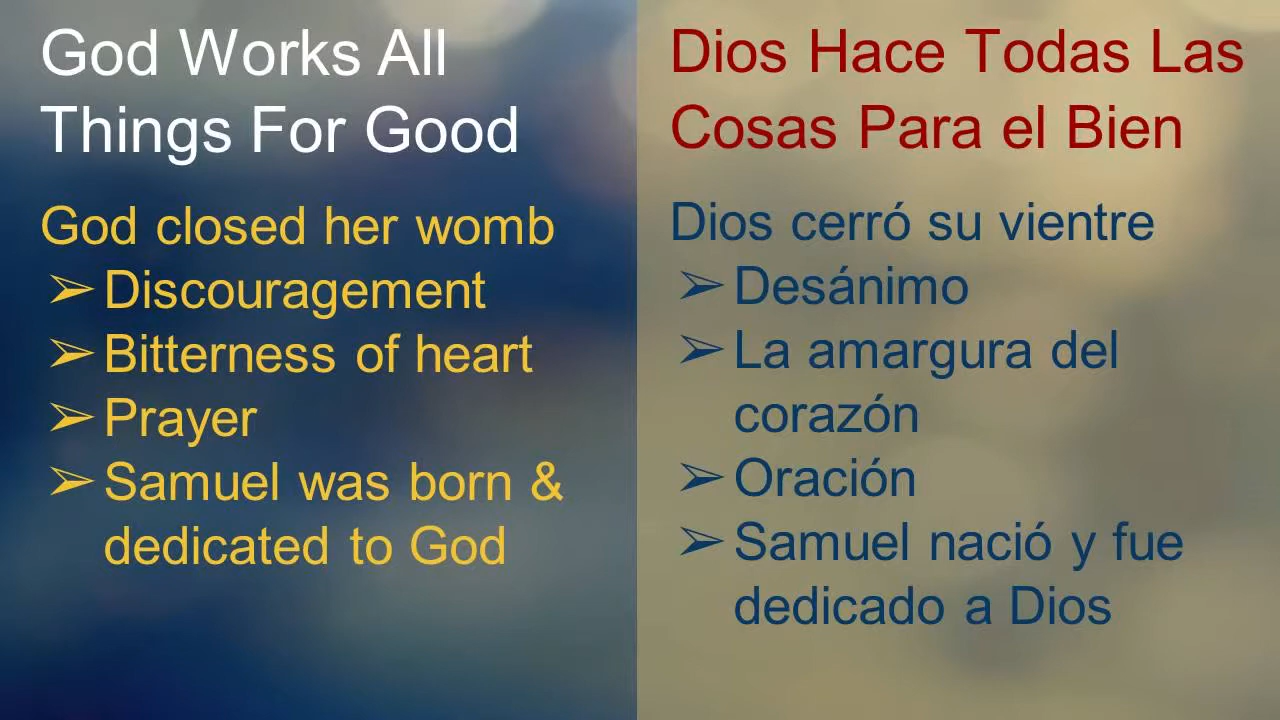 God Works All
Things For Good
God closed her womb
➢ Discouragement
➢ Bitterness of heart
➢ Prayer
➢ Samuel was born &
dedicated to God
Dios Hace Todas Las
Cosas Para el Bien
Dios cerró su vientre
➢ Desánimo
➢ La amargura del
corazón
➢ Oración
➢ Samuel nació y fue
dedicado a Dios